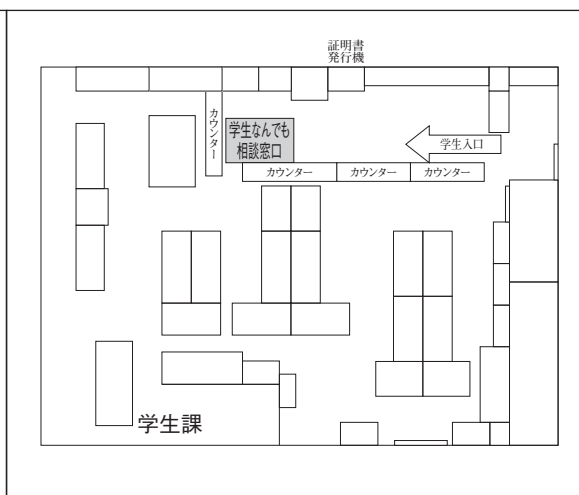 証明書
発行機
カウンター
学生なんでも
相談窓口
学生入口
カウンター
カウンター
カウンター
学生課